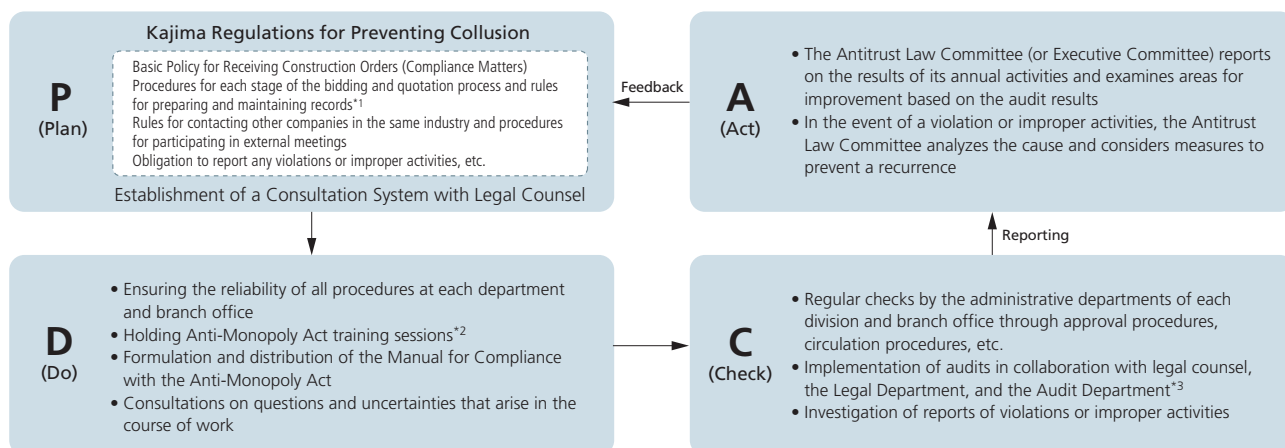 Kajima Regulations for Preventing Collusion
P
(Plan)
Basic Policy for Receiving Construction Orders (Compliance Matters)
Procedures for each stage of the bidding and quotation process and rules
for preparing and maintaining records*1
Rules for contacting other companies in the same industry and procedures
for participating in external meetings
Obligation to report any violations or improper activities, etc.
Establishment of a Consultation System with Legal Counsel
Feedback
A
(Act)
• The Antitrust Law Committee (or Executive Committee) reports
on the results of its annual activities and examines areas for
improvement based on the audit results
• In the event of a violation or improper activities, the Antitrust
Law Committee analyzes the cause and considers measures to
prevent a recurrence
Reporting
D
(Do)
• Ensuring the reliability of all procedures at each department
and branch office
• Holding Anti-Monopoly Act training sessions*2
• Formulation and distribution of the Manual for Compliance
with the Anti-Monopoly Act
• Consultations on questions and uncertainties that arise in the
course of work
C
(Check)
• Regular checks by the administrative departments of each
division and branch office through approval procedures,
circulation procedures, etc.
• Implementation of audits in collaboration with legal counsel,
the Legal Department, and the Audit Department*3
• Investigation of reports of violations or improper activities